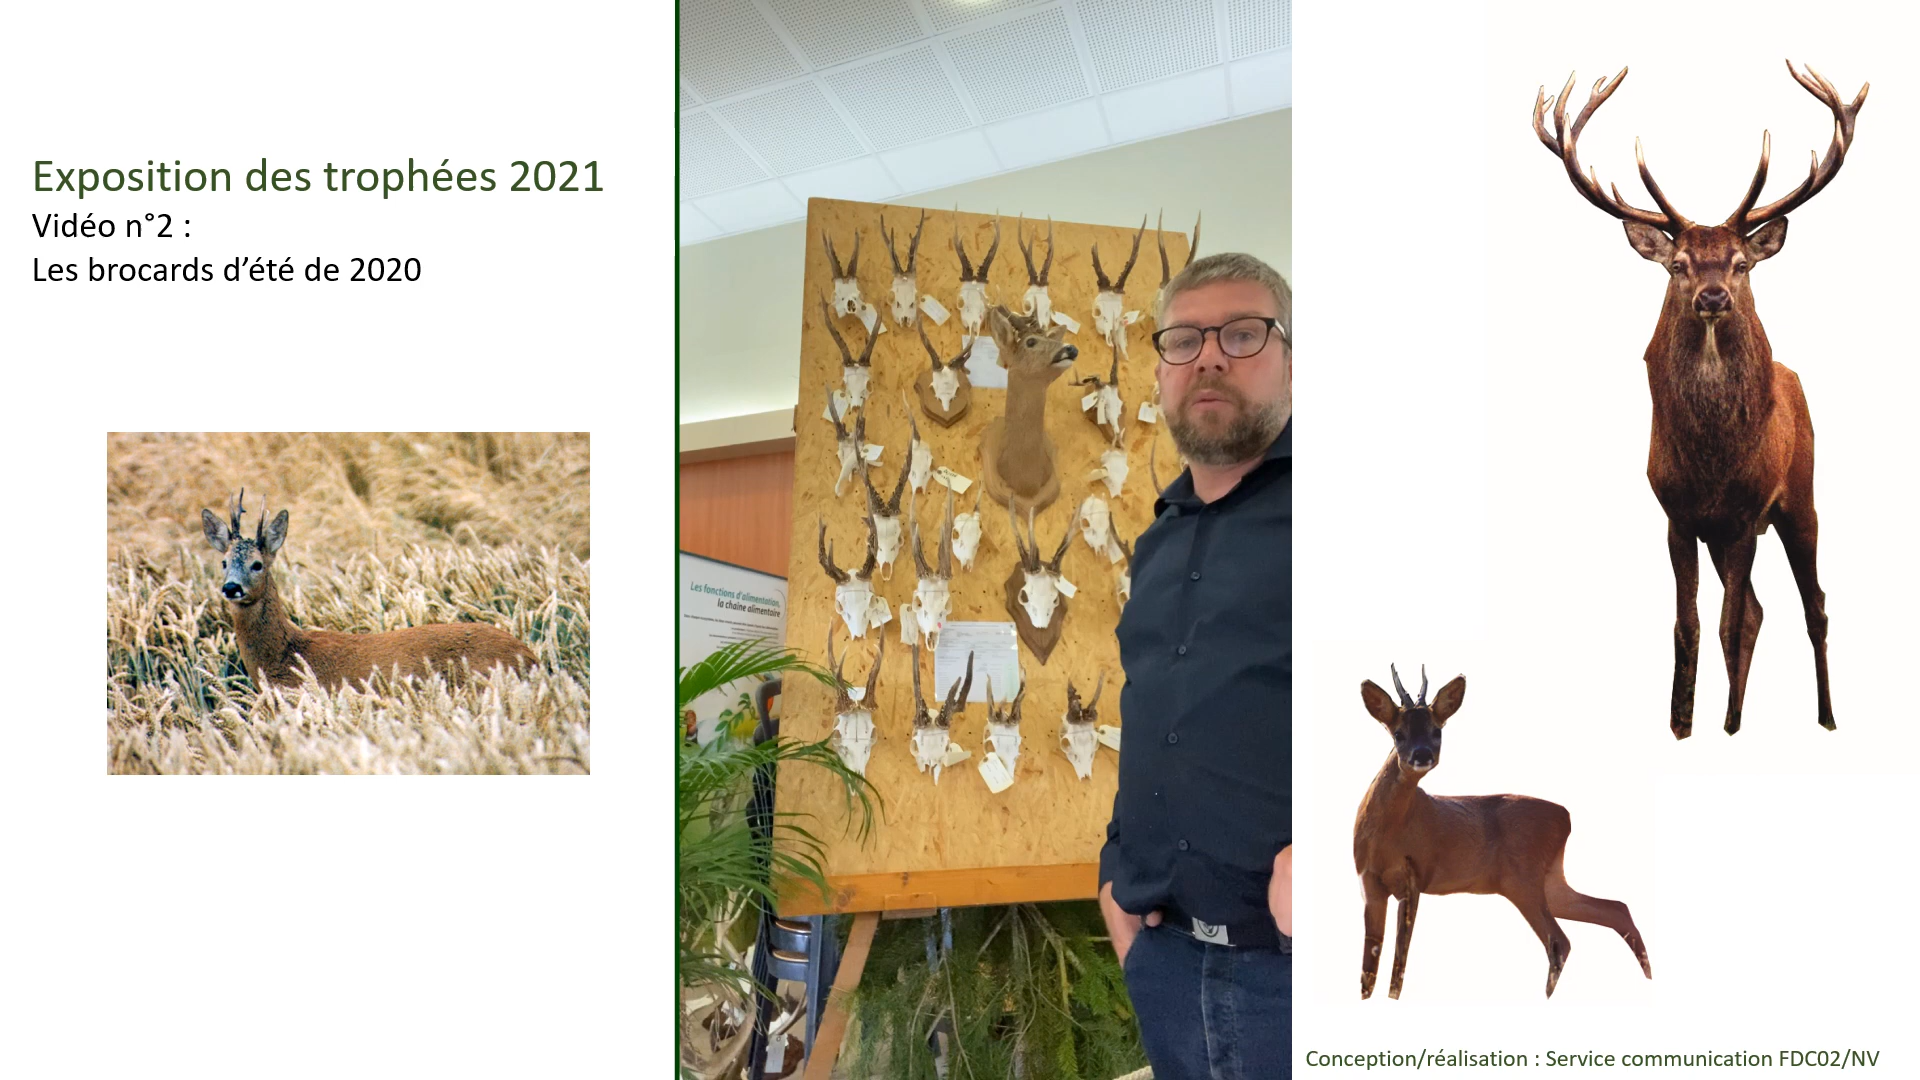 Exposition des trophées 2021
Vidéo n°2 :
Les brocards d’été de 2020
Les fonctions d'alimentation,
la chaine alimentaire
Conception/réalisation : Service communication FDC02/NV